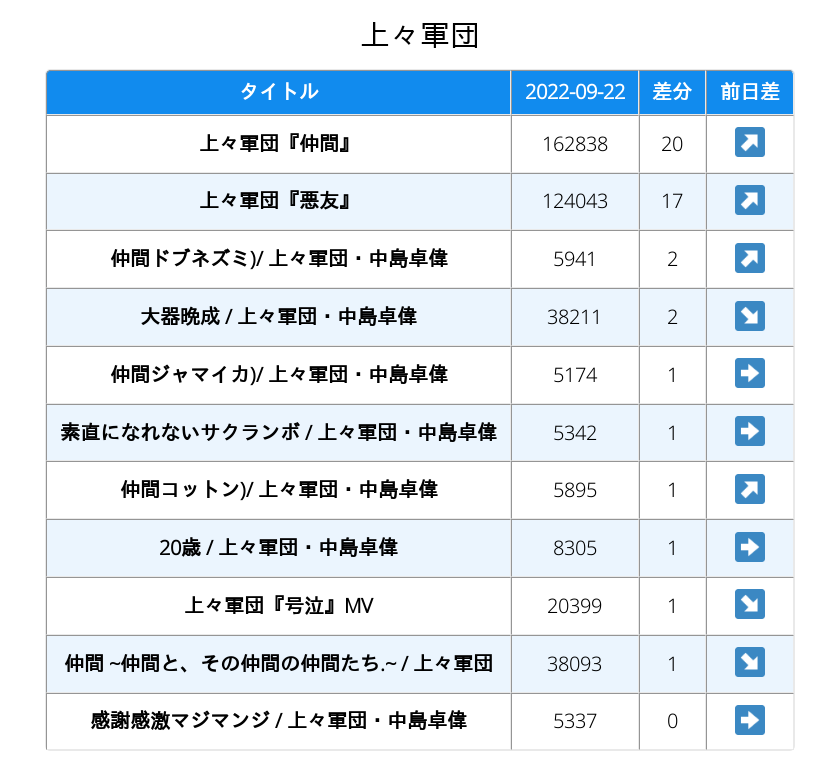 上々軍団
タイトル 2022-09-22 差分 前日差
上々軍団『仲間』 162838 20
上々軍団『悪友』 124043 17
仲間ドブネズミ)/ 上々軍団・中島卓偉 5941 2
大器晩成 / 上々軍団・中島卓偉 38211 2
仲間ジャマイカ)/ 上々軍団・中島卓偉 5174 1
素直になれないサクランボ / 上々軍団・中島卓偉 5342 1
仲間コットン)/ 上々軍団・中島卓偉 5895 1
20歳 / 上々軍団・中島卓偉 8305 1
上々軍団『号泣』MV 20399 1
仲間 ~仲間と、その仲間の仲間たち.~ / 上々軍団 38093 1
感謝感激マジマンジ / 上々軍団・中島卓偉 5337 0